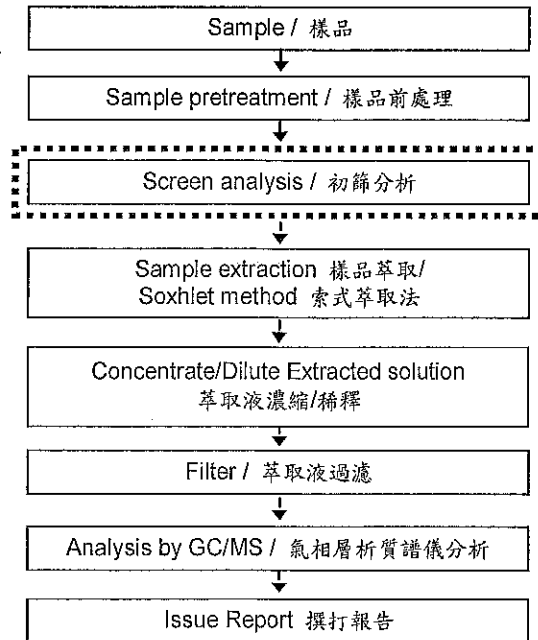 Sample / 樣品
Sample pretreatment / 樣品前處理
Screen analysis / 初篩分析
Sample extraction 樣品萃取/
Soxhlet method 索式萃取法
Concentrate/Dilute Extracted solution
萃取液濃縮/稀釋
Filter / 萃取液過濾
Analysis by GC/MS / 氣相層析質譜儀分析
Issue Report 撰打報告